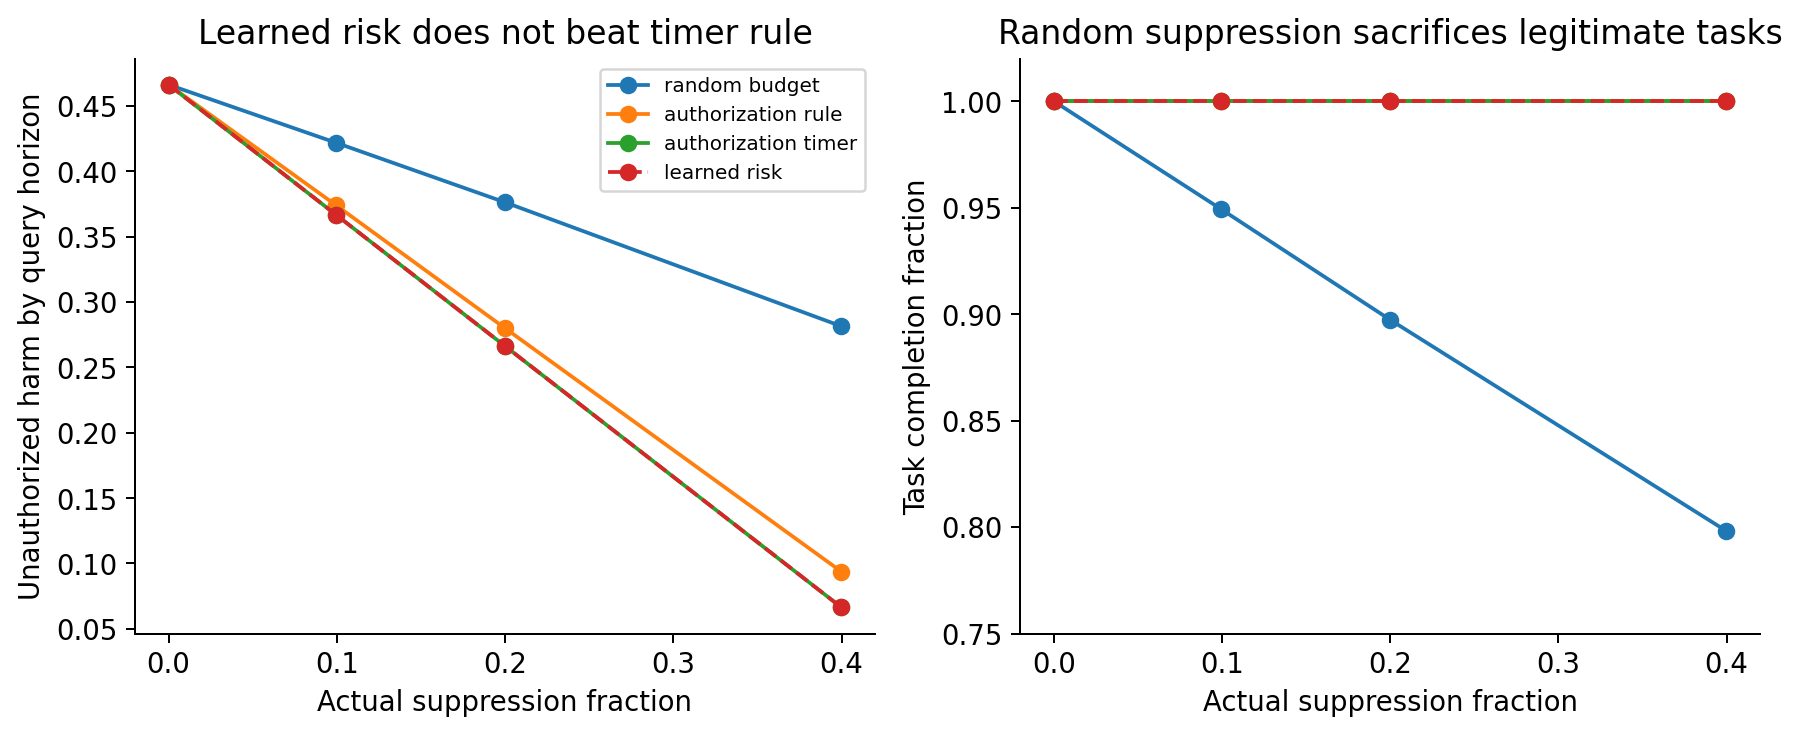 Learned risk does not beat timer rule
Unauthorized harm by query horizon
0.45
0.40
0.35
0.30
0.25
0.20
0.15
0.10
0.05
random budget
authorization rule
authorization timer
learned risk
0.0 0.1 0.2 0.3 0.4
Actual suppression fraction
Random suppression sacrifices legitimate tasks
Task completion fraction
1.00
0.95
0.90
0.85
0.80
0.75
0.0 0.1 0.2 0.3 0.4
Actual suppression fraction